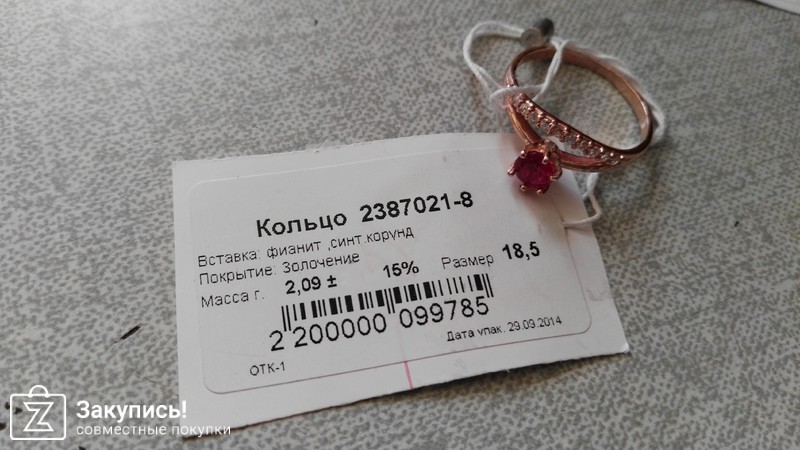 Кольцо 2387021-8
Вставка: фианит ,синт.корунд
Покрытие: Золочение
Масса г. 2,09 ± 15% Размер 18,5
2 200000 099785
Дата упак. 29.09.2014
ОТК-1
Закупись!
совместные покупки